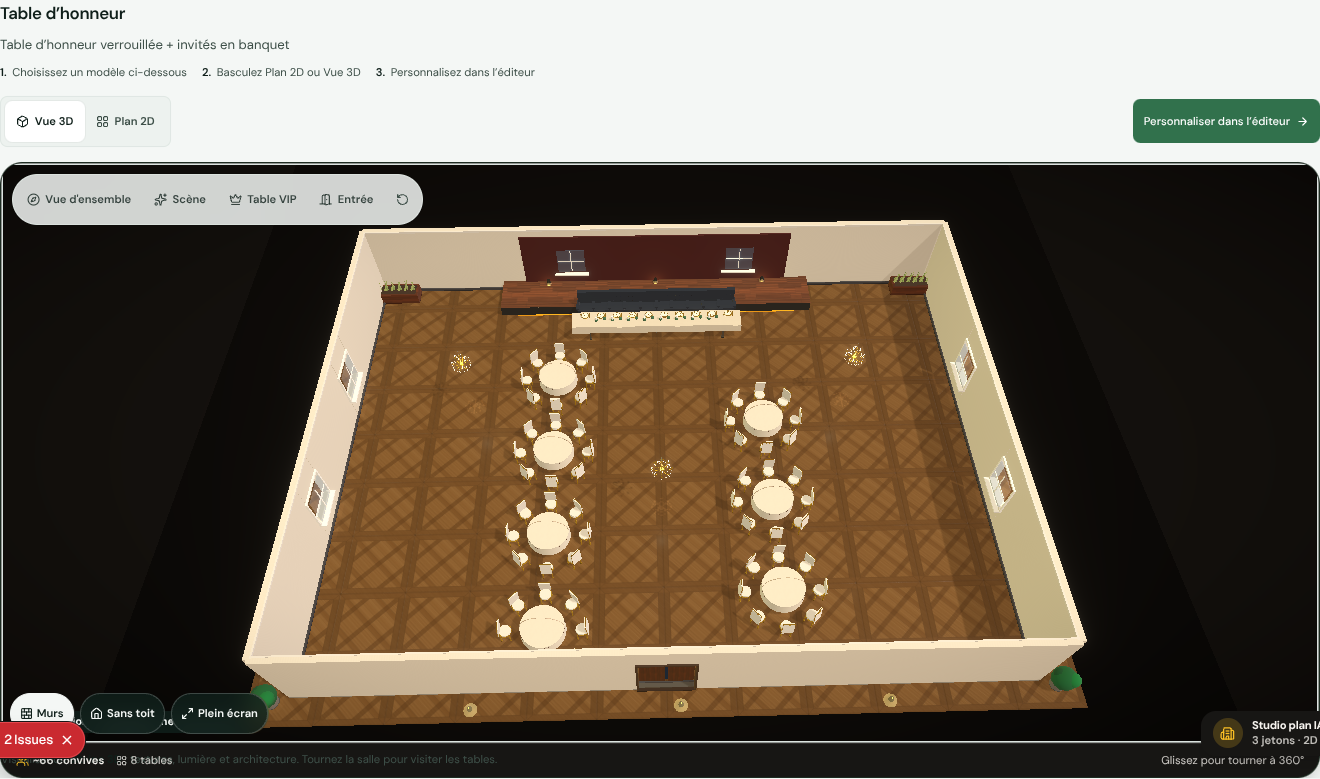 Table d’honneur
Table d’honneur verrouillée + invités en banquet
1. Choisissez un modèle ci-dessous 2. Basculez Plan 2D ou Vue 3D 3. Personnalisez dans l’éditeur
Vue 3D Plan 2D Personnaliser dans l’éditeur →
Vue d'ensemble Scène Table VIP Entrée
Murs Sans toit Plein écran
Studio plan IA
2 Issues
3 jetons · 2D
~66 convives 8 tables lumière et architecture. Tournez la salle pour visiter les tables. Glissez pour tourner à 360°